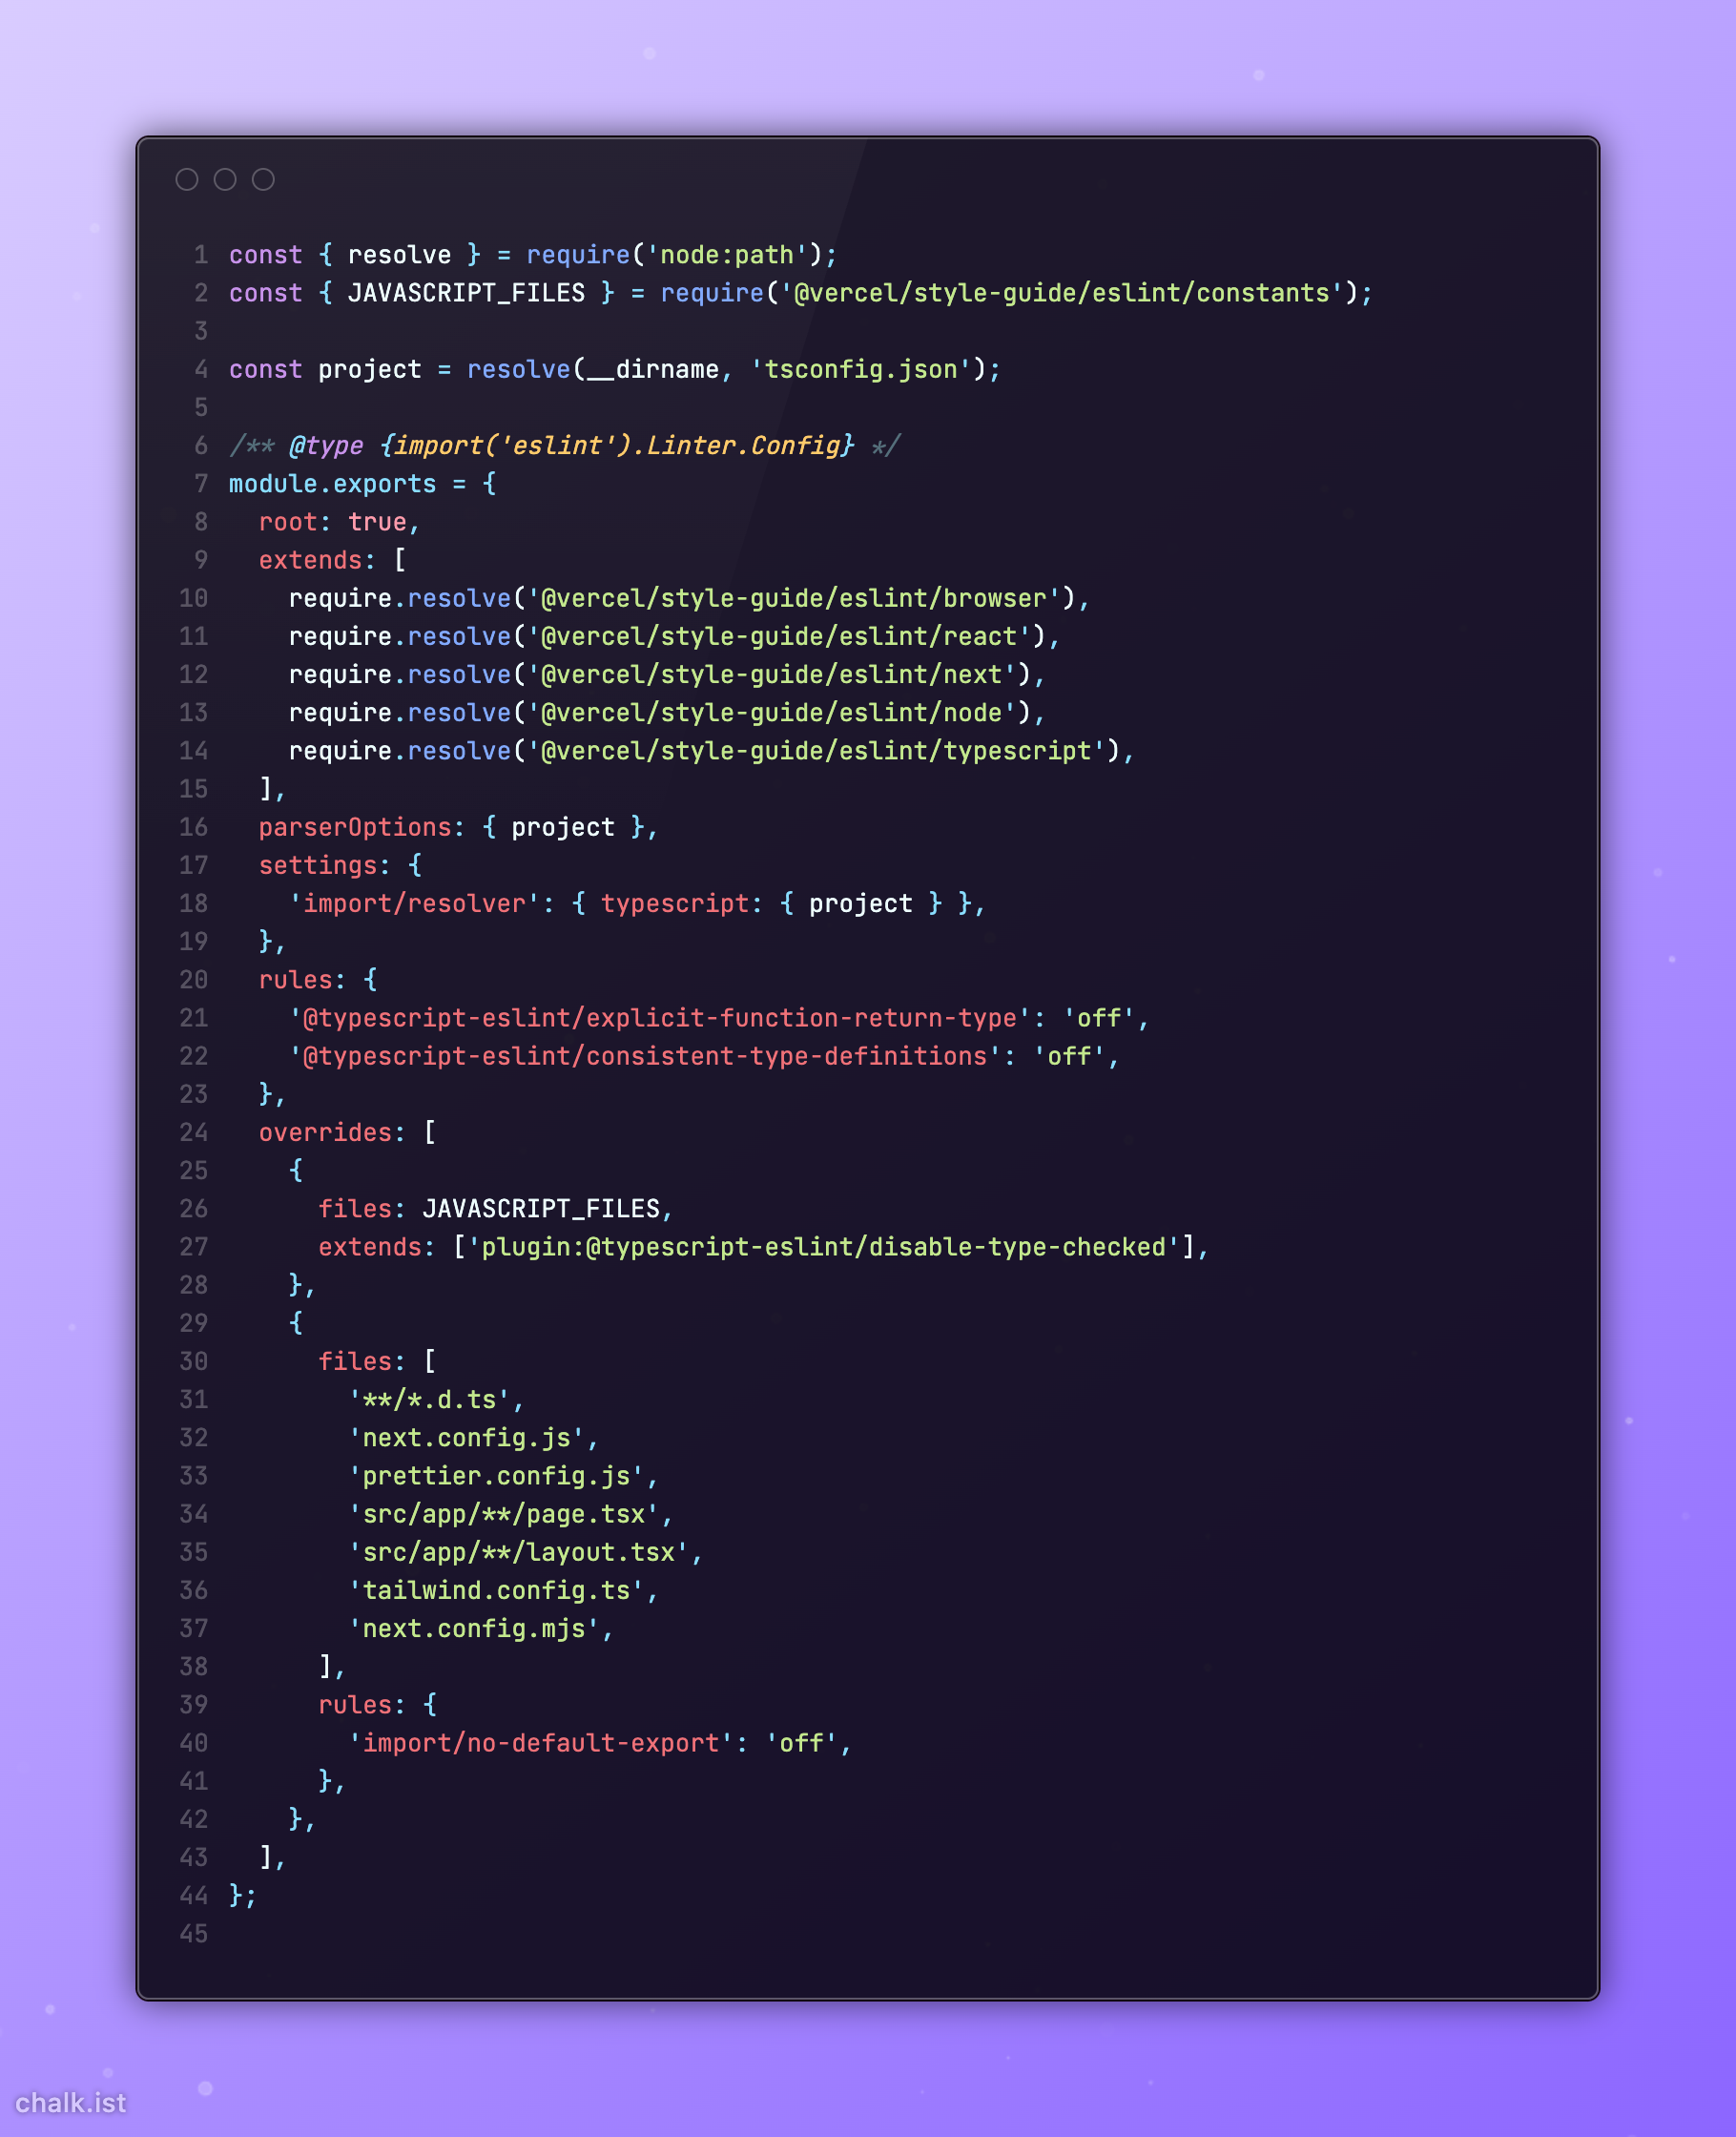 1 const { resolve } = require('node:path');
2 const { JAVASCRIPT_FILES } = require('@vercel/style-guide/eslint/constants');
3
4 const project = resolve(__dirname, 'tsconfig.json');
5
6 /** @type {import('eslint').Linter.Config} */
7 module.exports = {
8   root: true,
9   extends: [
10     require.resolve('@vercel/style-guide/eslint/browser'),
11     require.resolve('@vercel/style-guide/eslint/react'),
12     require.resolve('@vercel/style-guide/eslint/next'),
13     require.resolve('@vercel/style-guide/eslint/node'),
14     require.resolve('@vercel/style-guide/eslint/typescript'),
15   ],
16   parserOptions: { project },
17   settings: {
18     'import/resolver': { typescript: { project } },
19   },
20   rules: {
21     '@typescript-eslint/explicit-function-return-type': 'off',
22     '@typescript-eslint/consistent-type-definitions': 'off',
23   },
24   overrides: [
25     {
26       files: JAVASCRIPT_FILES,
27       extends: ['plugin:@typescript-eslint/disable-type-checked'],
28     },
29     {
30       files: [
31         '**/*.d.ts',
32         'next.config.js',
33         'prettier.config.js',
34         'src/app/**/page.tsx',
35         'src/app/**/layout.tsx',
36         'tailwind.config.ts',
37         'next.config.mjs',
38       ],
39       rules: {
40         'import/no-default-export': 'off',
41       },
42     },
43   ],
44 };
45
chalk.ist